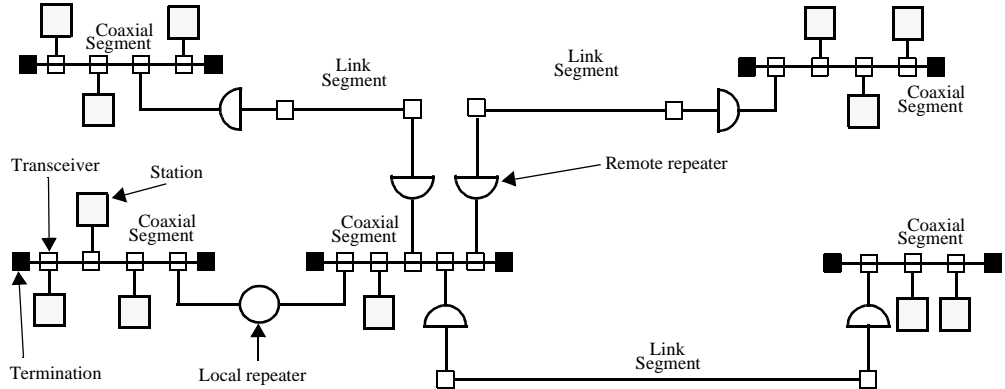 Coaxial
Segment
Link
Segment
Link
Segment
Coaxial
Segment
Transceiver
Station
Remote repeater
Coaxial
Segment
Coaxial
Segment
Coaxial
Segment
Termination
Local repeater
Link
Segment